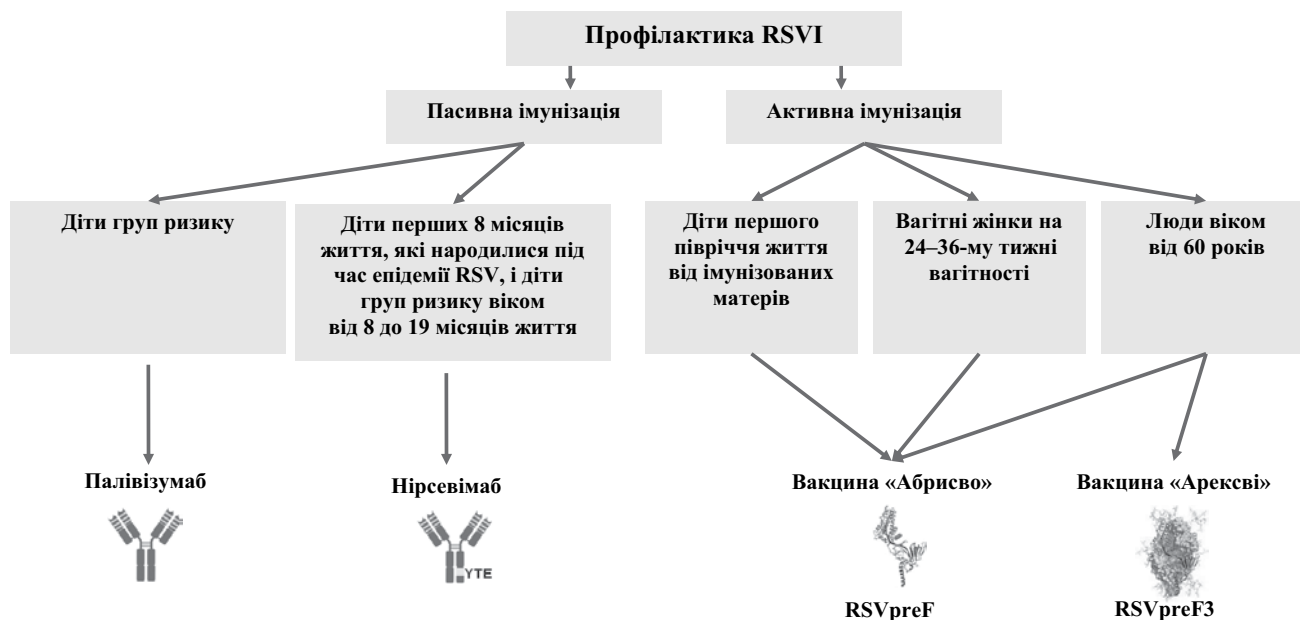 Профілактика RSVI
Пасивна імунізація
Активна імунізація
Діти груп ризику
Діти перших 8 місяців
життя, які народилися під
час епідемії RSV, і діти
груп ризику віком
від 8 до 19 місяців життя
Діти першого
півріччя життя
від імунізованих
матерів
Вагітні жінки на
24–36-му тижні
вагітності
Люди віком
від 60 років
Палівізумаб
Нірсевімаб
Вакцина «Абрисво»
Вакцина «Арексві»
YTE
RSVpreF
RSVpreF3